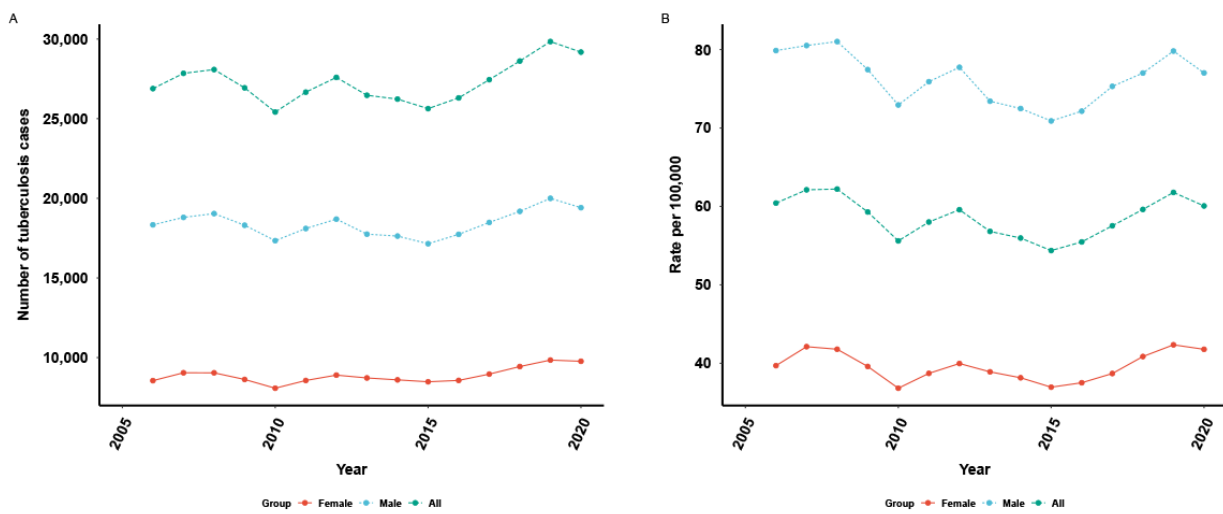 A
Number of tuberculosis cases
30,000
25,000
20,000
15,000
10,000
2005
2010
2015
2020
Year
Group Female Male All
B
Rate per 100,000
80
70
60
50
40
2005
2010
2015
2020
Year
Group Female Male All